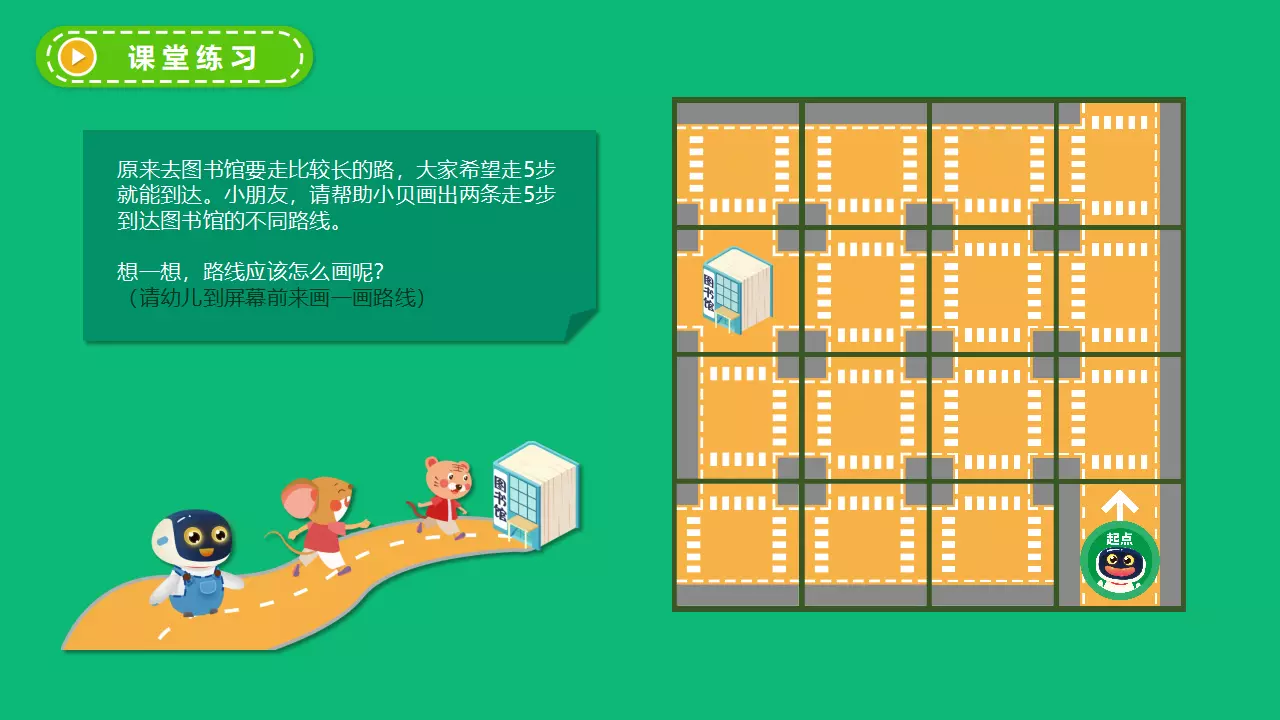 课堂练习
原来去图书馆要走比较长的路，大家希望走5步
就能到达。小朋友，请帮助小贝画出两条走5步
到达图书馆的不同路线。
想一想，路线应该怎么画呢?
（请幼儿到屏幕前来画一画路线）
图书馆
图书馆
起点